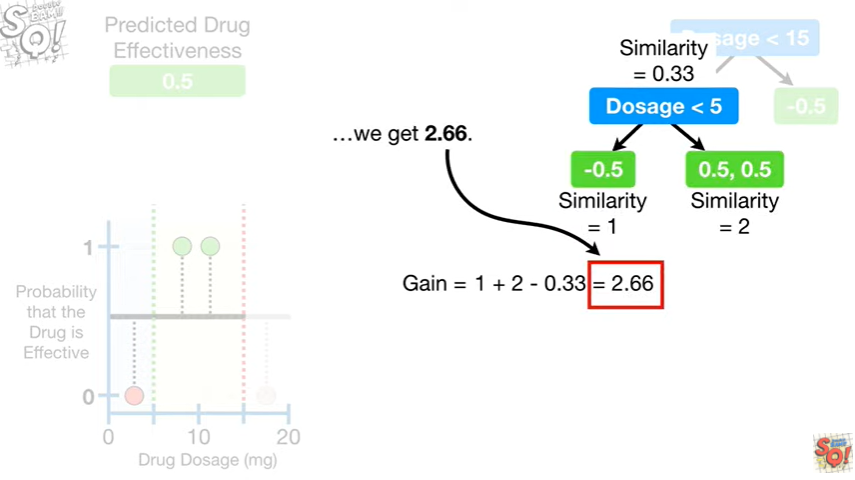 SQ!
Predicted Drug
Effectiveness
0.5
Dosage < 15
-0.5
Similarity
= 0.33
Dosage < 5
…we get 2.66.
-0.5
0.5, 0.5
Similarity
= 1
Similarity
= 2
Gain = 1 + 2 - 0.33 = 2.66
1
Probability
that the
Drug is
Effective
0
0
10
20
Drug Dosage (mg)
SQ!